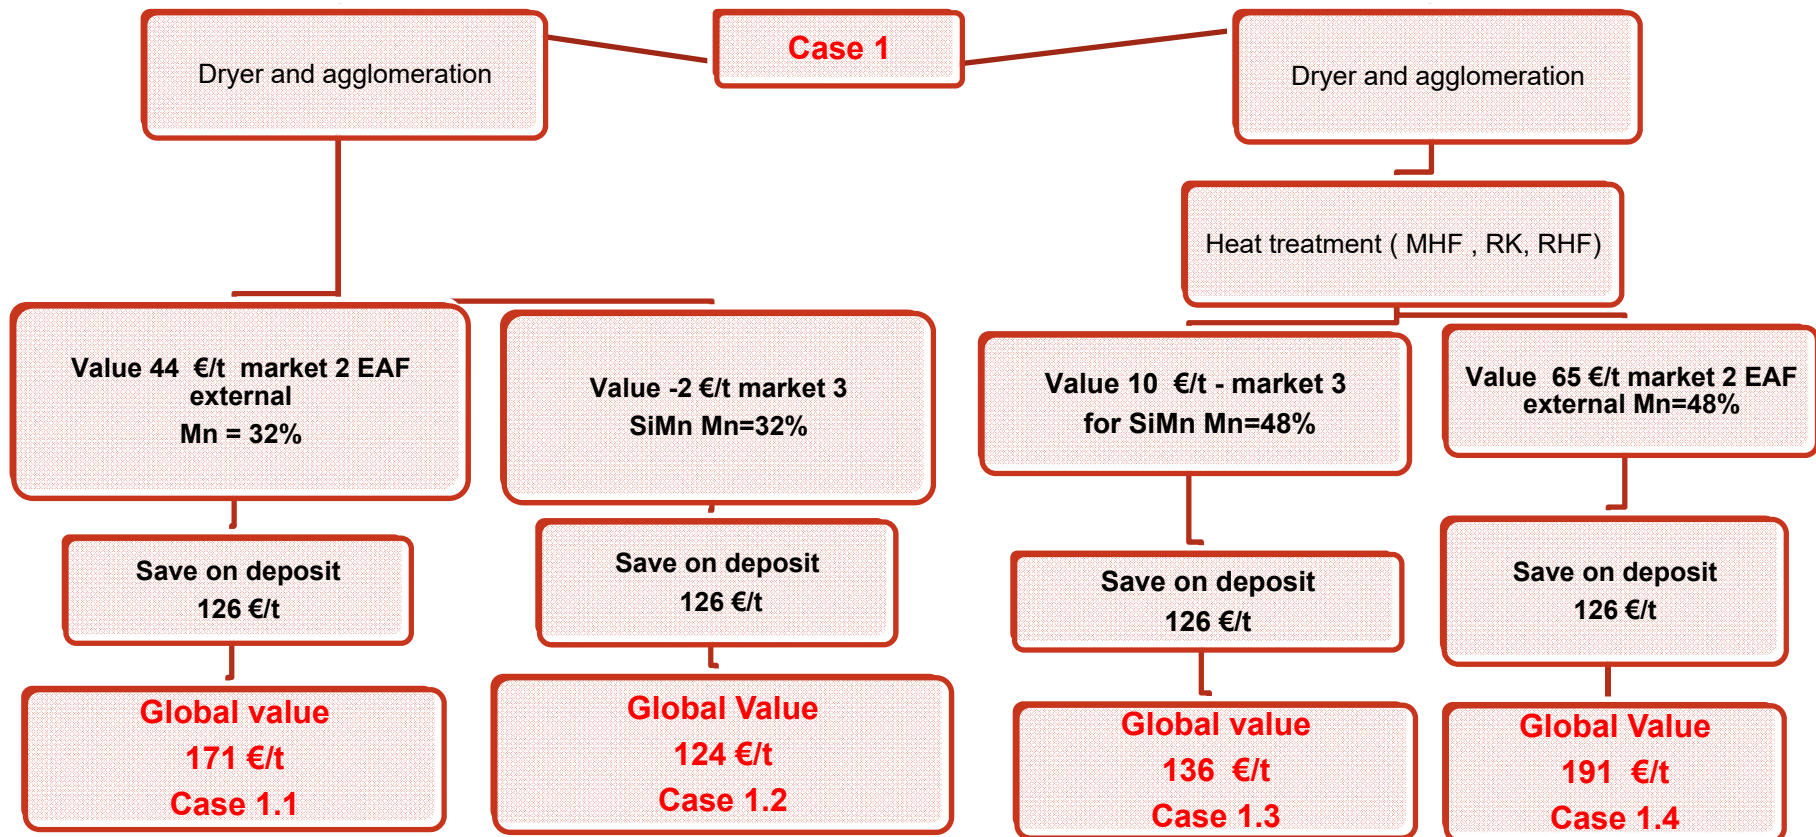 Case 1
Dryer and agglomeration
Dryer and agglomeration
Heat treatment ( MHF , RK, RHF)
Value 44  €/t  market 2 EAF
external
Mn = 32%
Value -2 €/t market 3
SiMn Mn=32%
Value 10  €/t - market 3
for SiMn Mn=48%
Value  65 €/t market 2 EAF
external Mn=48%
Save on deposit
126 €/t
Save on deposit
126 €/t
Save on deposit
126 €/t
Save on deposit
126 €/t
Global value
171 €/t
Case 1.1
Global Value
124 €/t
Case 1.2
Global value
136  €/t
Case 1.3
Global Value
191  €/t
Case 1.4